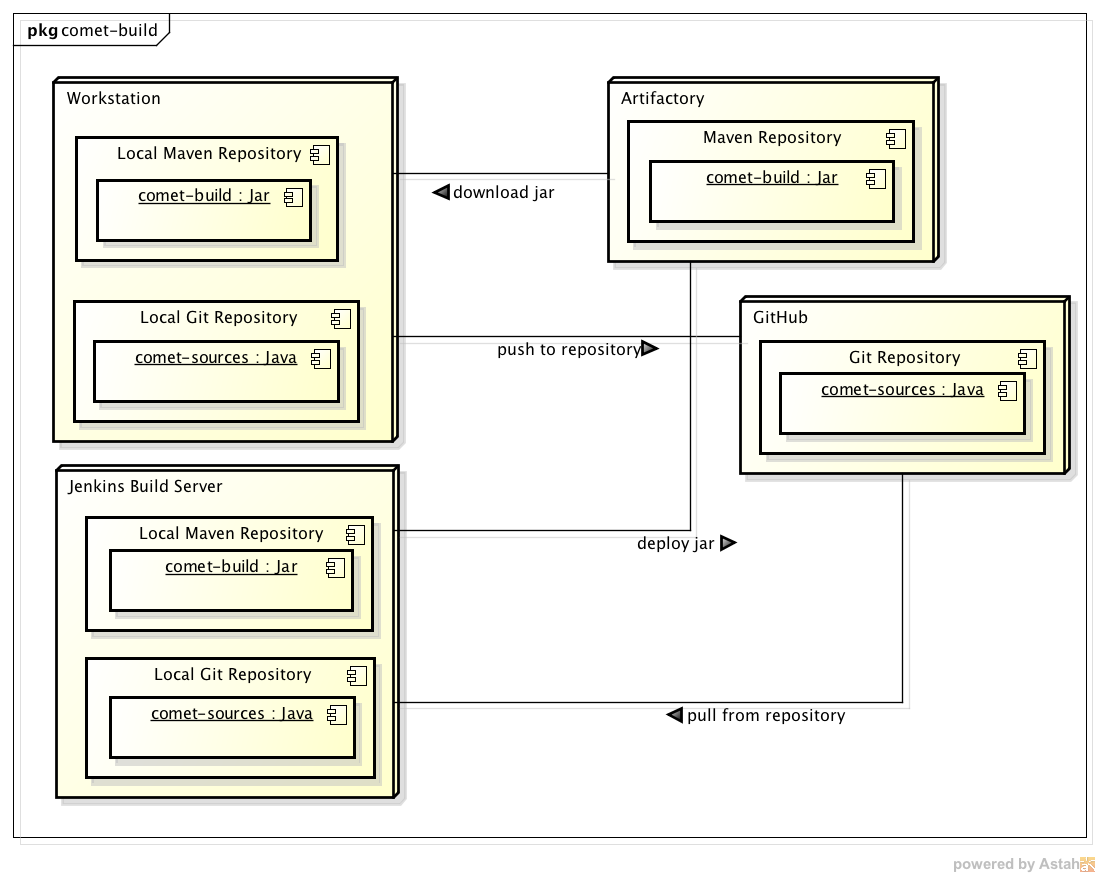 pkg comet-build
Workstation
Local Maven Repository
comet-build : Jar
Local Git Repository
comet-sources : Java
Artifactory
Maven Repository
comet-build : Jar
download jar
GitHub
Git Repository
comet-sources : Java
push to repository
Jenkins Build Server
Local Maven Repository
comet-build : Jar
Local Git Repository
comet-sources : Java
deploy jar
pull from repository
powered by Astah